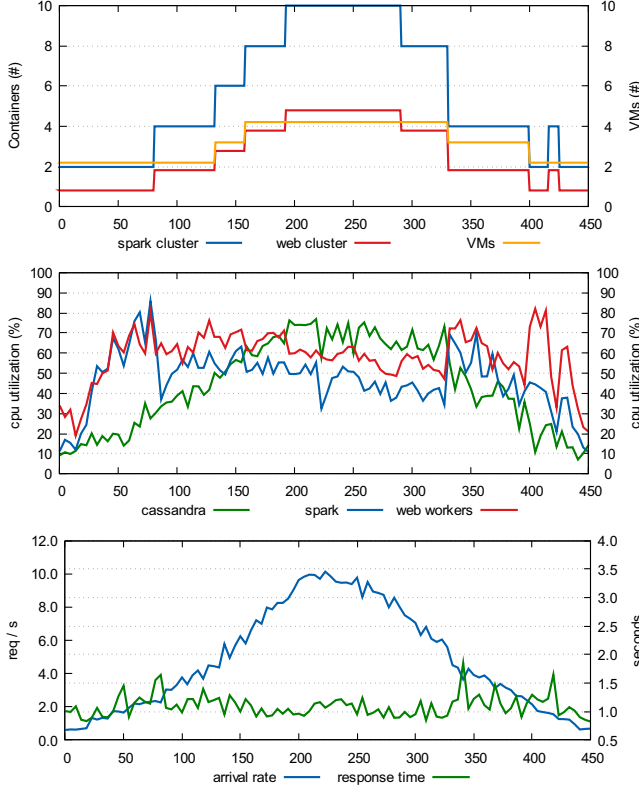 10 10
8 8
6 6
4 4
2 2
0 0
Containers (#)
VMs (#)
0 50 100 150 200 250 300 350 400 450
spark cluster web cluster VMs
100 100
90 90
80 80
70 70
60 60
50 50
40 40
30 30
20 20
10 10
0 0
cpu utilization (%)
cpu utilization (%)
0 50 100 150 200 250 300 350 400 450
cassandra spark web workers
12.0 4.0
3.5
10.0
3.0
8.0
2.5
6.0
2.0
4.0
1.5
2.0 1.0
0.0 0.5
req / s
seconds
0 50 100 150 200 250 300 350 400 450
arrival rate response time